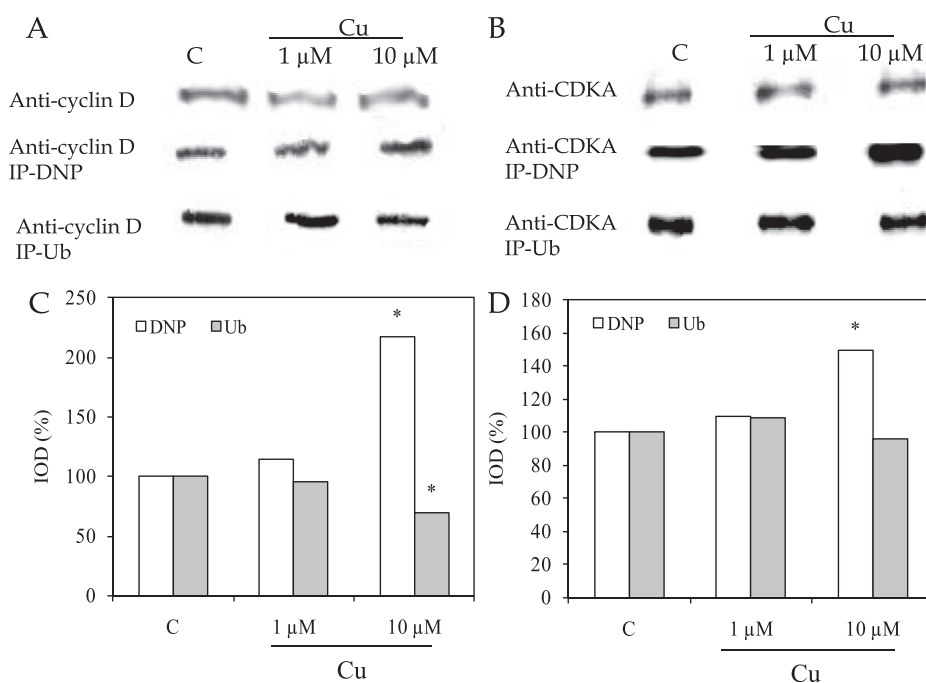 A
Cu
C
1 µM
10 µM
Anti-cyclin D
Anti-cyclin D
IP-DNP
Anti-cyclin D
IP-Ub
B
Cu
C
1 µM
10 µM
Anti-CDKA
Anti-CDKA
IP-DNP
Anti-CDKA
IP-Ub
C
250
200
150
100
50
0
IOD (%)
DNP
Ub
*
*
C
1 µM
10 µM
Cu
D
180
160
140
120
100
80
60
40
20
0
IOD (%)
DNP
Ub
*
C
1 µM
10 µM
Cu